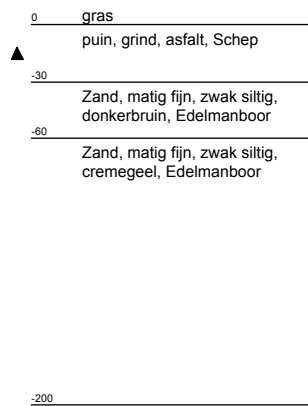 0 gras
puin, grind, asfalt, Schep
-30
Zand, matig fijn, zwak siltig,
donkerbruin, Edelmanboor
-60
Zand, matig fijn, zwak siltig,
cremegeel, Edelmanboor
-200